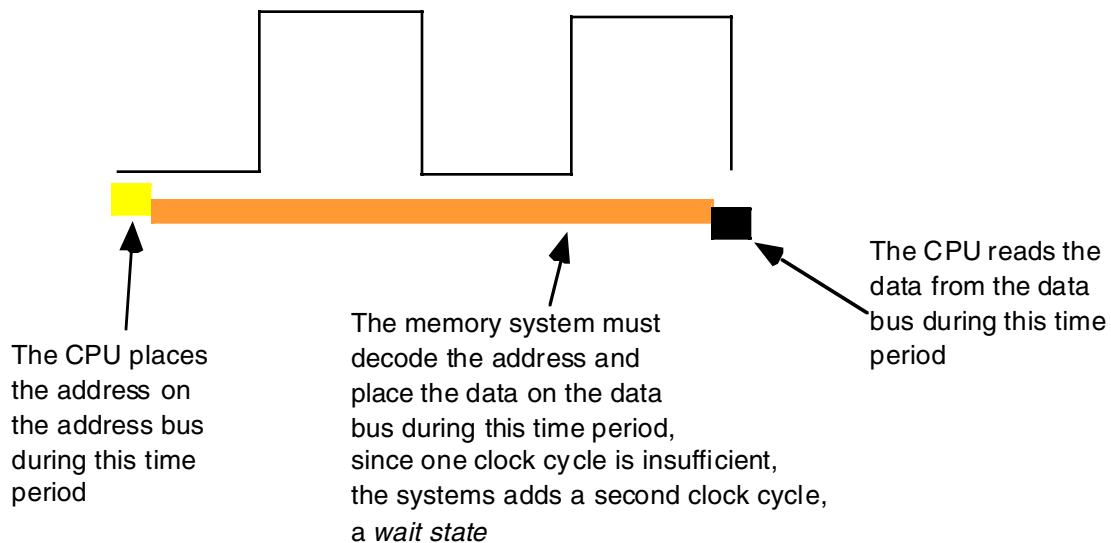 The CPU places
the address on
the address bus
during this time
period
The memory system must
decode the address and
place the data on the data
bus during this time period,
since one clock cycle is insufficient,
the systems adds a second clock cycle,
a wait state
The CPU reads the
data from the data
bus during this time
period